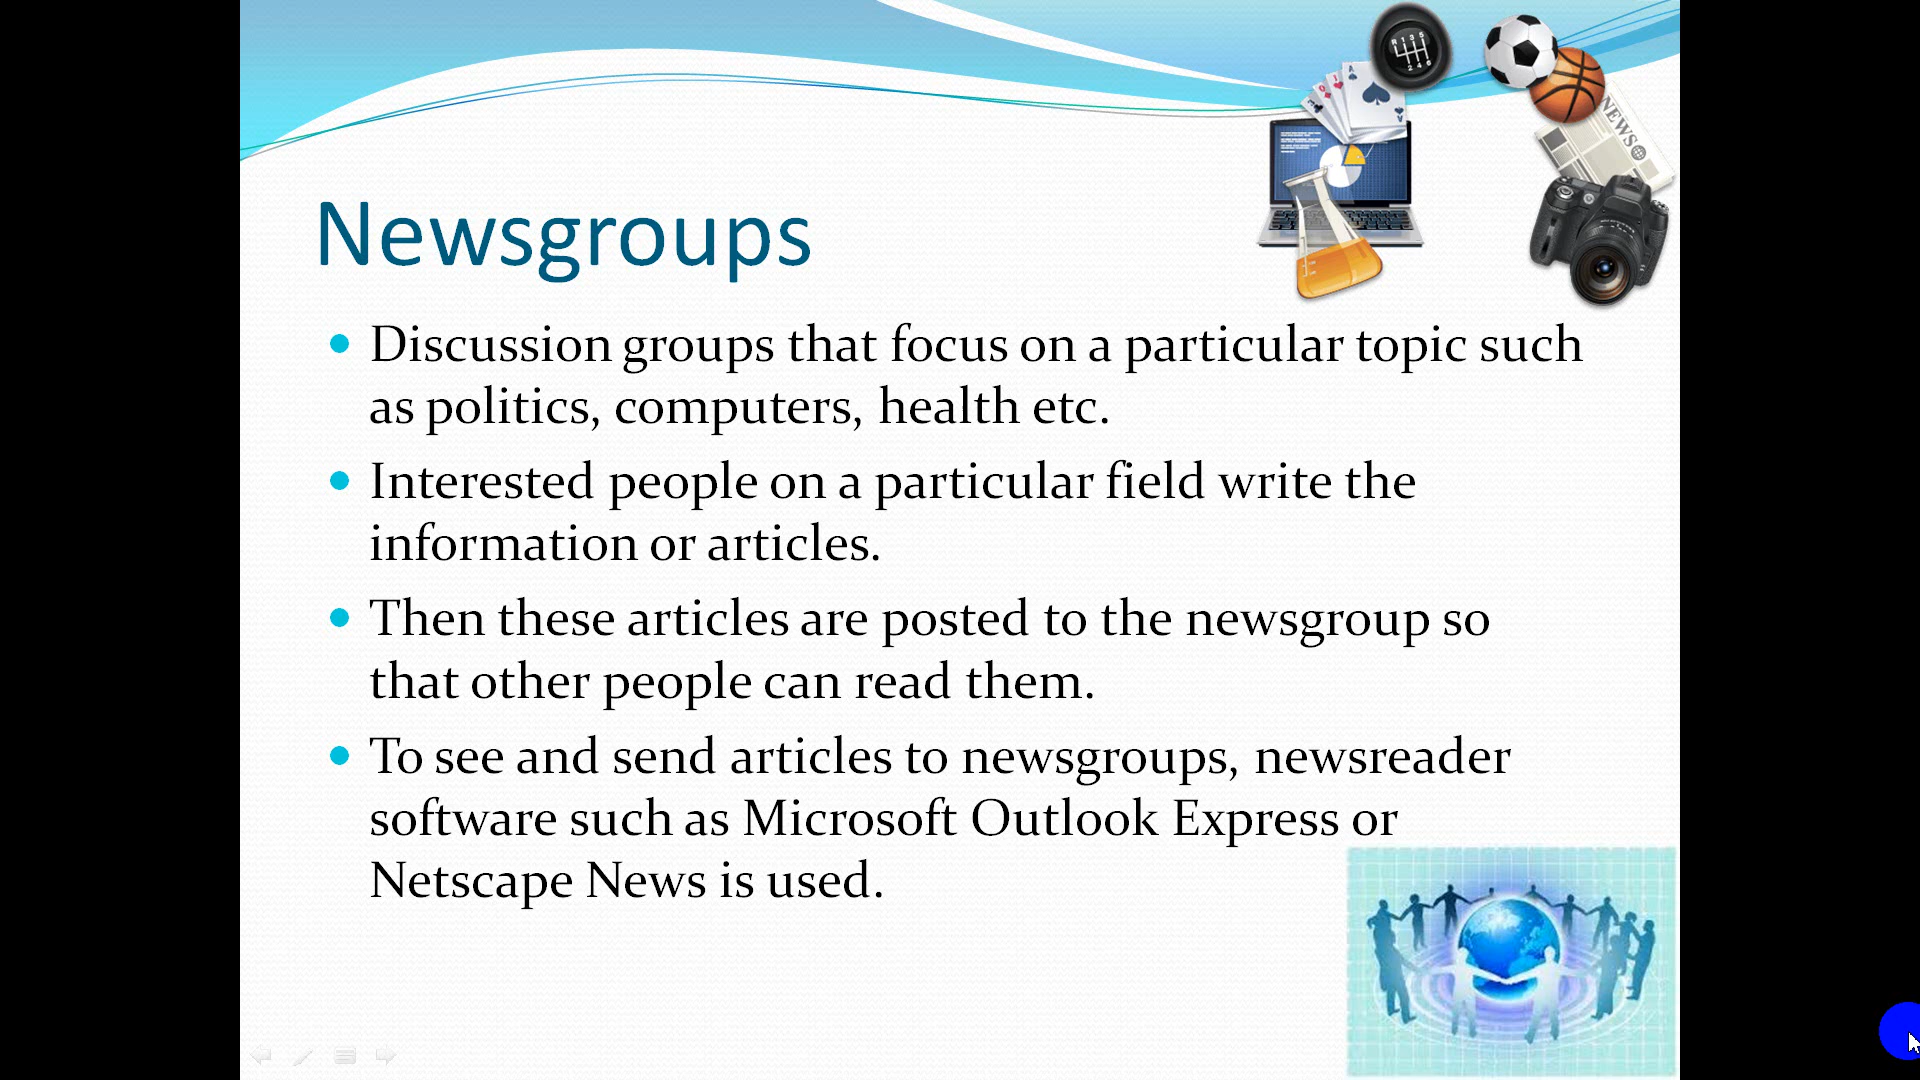 NEWS
Newsgroups
Discussion groups that focus on a particular topic such
as politics, computers, health etc.
Interested people on a particular field write the
information or articles.
Then these articles are posted to the newsgroup so
that other people can read them.
To see and send articles to newsgroups, newsreader
software such as Microsoft Outlook Express or
Netscape News is used.